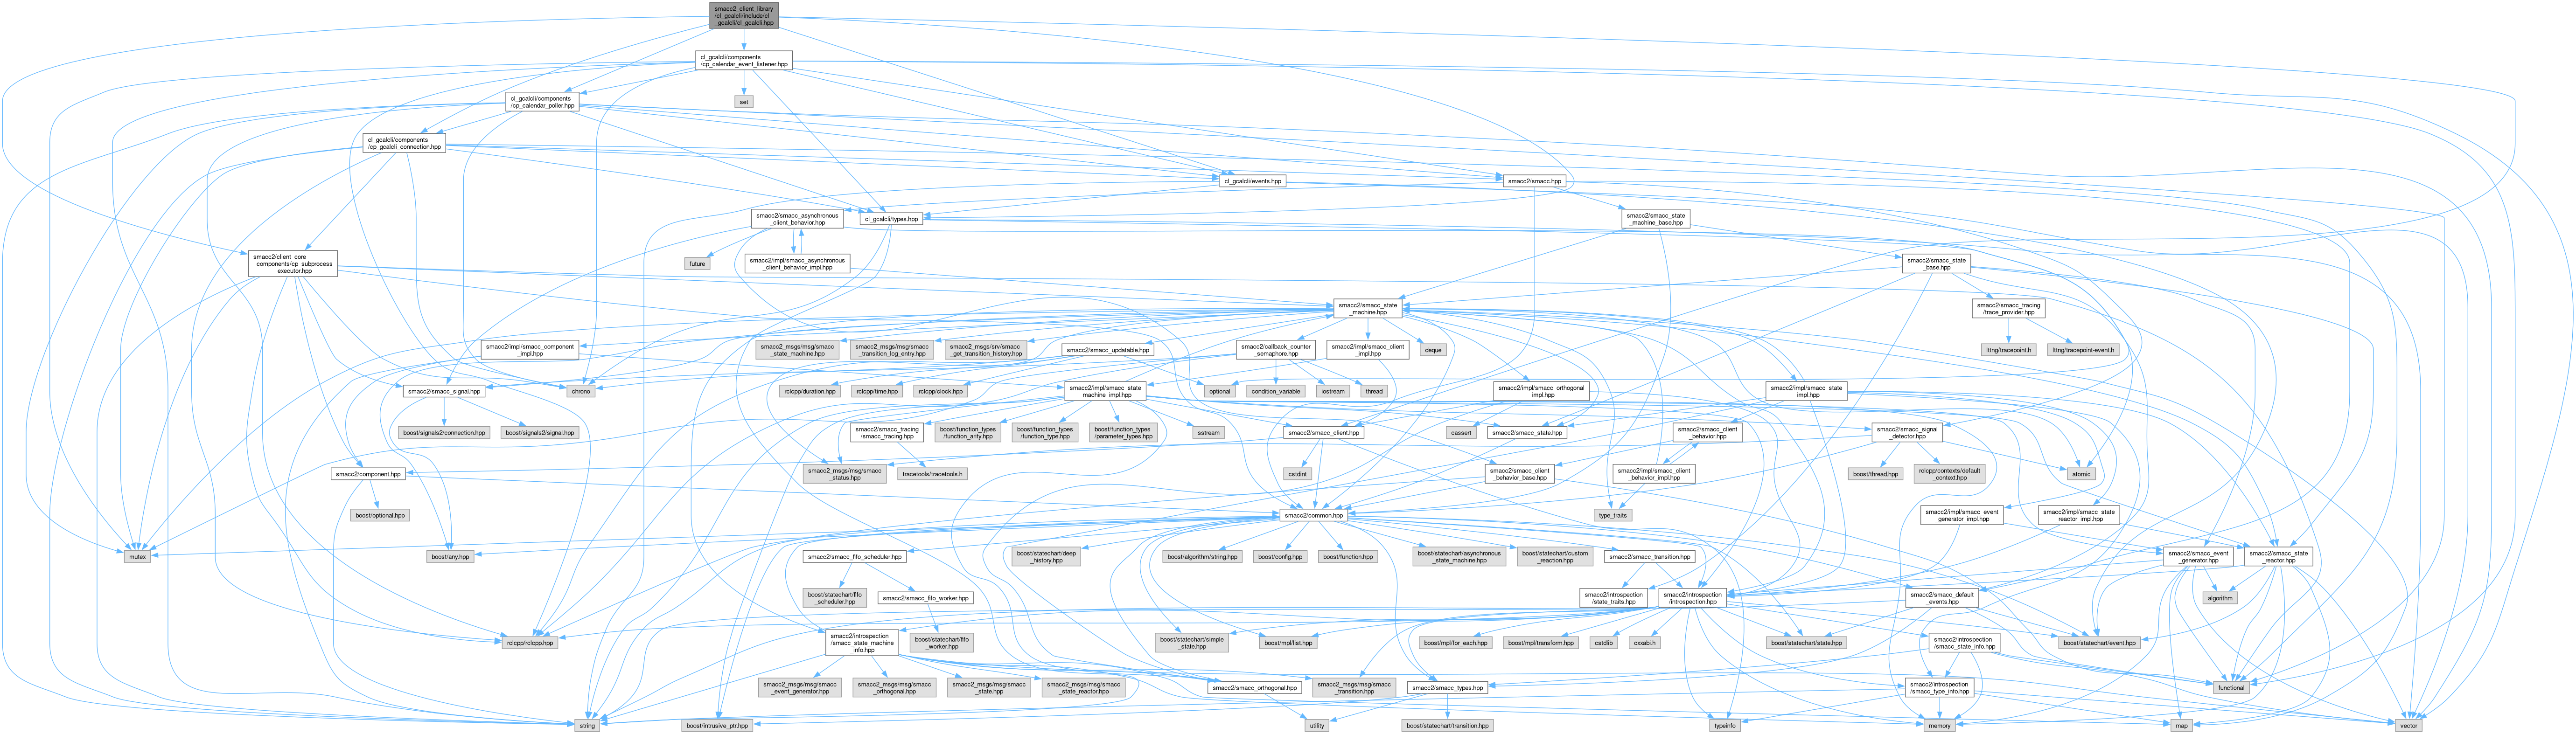 smacc2_client_library
/cl_gcalcli/include/cl
_gcalcli/cl_gcalcli.hpp
cl_gcalcli/components
/cp_calendar_event_listener.hpp
set
cl_gcalcli/components
/cp_calendar_poller.hpp
cl_gcalcli/components
/cp_gcalcli_connection.hpp
cl_gcalcli/events.hpp
smacc2/smacc.hpp
smacc2/smacc_asynchronous
_client_behavior.hpp
cl_gcalcli/types.hpp
smacc2/smacc_state
_machine_base.hpp
smacc2/client_core
_components/cp_subprocess
_executor.hpp
future
smacc2/impl/smacc_asynchronous
_client_behavior_impl.hpp
smacc2/smacc_state
_base.hpp
smacc2/smacc_state
_machine.hpp
smacc2/smacc_tracing
/trace_provider.hpp
smacc2/impl/smacc_component
_impl.hpp
smacc2_msgs/msg/smacc
_state_machine.hpp
smacc2_msgs/msg/smacc
_transition_log_entry.hpp
smacc2_msgs/srv/smacc
_get_transition_history.hpp
smacc2/smacc_updatable.hpp
smacc2/callback_counter
_semaphore.hpp
smacc2/impl/smacc_client
_impl.hpp
deque
lttng/tracepoint.h
lttng/tracepoint-event.h
smacc2/smacc_signal.hpp
chrono
rclcpp/duration.hpp
rclcpp/time.hpp
rclcpp/clock.hpp
smacc2/impl/smacc_state
_machine_impl.hpp
optional
condition_variable
iostream
thread
smacc2/impl/smacc_orthogonal
_impl.hpp
smacc2/impl/smacc_state
_impl.hpp
boost/signals2/connection.hpp
boost/signals2/signal.hpp
smacc2/smacc_tracing
/smacc_tracing.hpp
boost/function_types
/function_arity.hpp
boost/function_types
/function_type.hpp
boost/function_types
/parameter_types.hpp
sstream
smacc2/smacc_client.hpp
cassert
smacc2/smacc_state.hpp
smacc2/smacc_client
_behavior.hpp
smacc2/smacc_signal
_detector.hpp
smacc2/component.hpp
smacc2_msgs/msg/smacc
_status.hpp
tracetools/tracetools.h
cstdint
smacc2/smacc_client
_behavior_base.hpp
smacc2/impl/smacc_client
_behavior_impl.hpp
boost/thread.hpp
rclcpp/contexts/default
_context.hpp
atomic
boost/optional.hpp
smacc2/common.hpp
type_traits
smacc2/impl/smacc_event
_generator_impl.hpp
smacc2/impl/smacc_state
_reactor_impl.hpp
mutex
boost/any.hpp
rclcpp/rclcpp.hpp
smacc2/smacc_fifo_scheduler.hpp
boost/statechart/deep
_history.hpp
boost/algorithm/string.hpp
boost/config.hpp
boost/function.hpp
boost/statechart/asynchronous
_state_machine.hpp
boost/statechart/custom
_reaction.hpp
smacc2/smacc_transition.hpp
smacc2/smacc_event
_generator.hpp
smacc2/smacc_state
_reactor.hpp
boost/statechart/fifo
_scheduler.hpp
smacc2/smacc_fifo_worker.hpp
smacc2/introspection
/state_traits.hpp
smacc2/introspection
/introspection.hpp
smacc2/smacc_default
_events.hpp
algorithm
smacc2/introspection
/smacc_state_machine
_info.hpp
boost/statechart/fifo
_worker.hpp
boost/statechart/simple
_state.hpp
boost/mpl/list.hpp
boost/mpl/for_each.hpp
boost/mpl/transform.hpp
cstdlib
cxxabi.h
boost/statechart/state.hpp
smacc2/introspection
/smacc_state_info.hpp
boost/statechart/event.hpp
smacc2_msgs/msg/smacc
_event_generator.hpp
smacc2_msgs/msg/smacc
_orthogonal.hpp
smacc2_msgs/msg/smacc
_state.hpp
smacc2_msgs/msg/smacc
_state_reactor.hpp
smacc2/smacc_orthogonal.hpp
smacc2_msgs/msg/smacc
_transition.hpp
smacc2/smacc_types.hpp
smacc2/introspection
/smacc_type_info.hpp
functional
string
boost/intrusive_ptr.hpp
utility
boost/statechart/transition.hpp
typeinfo
memory
map
vector